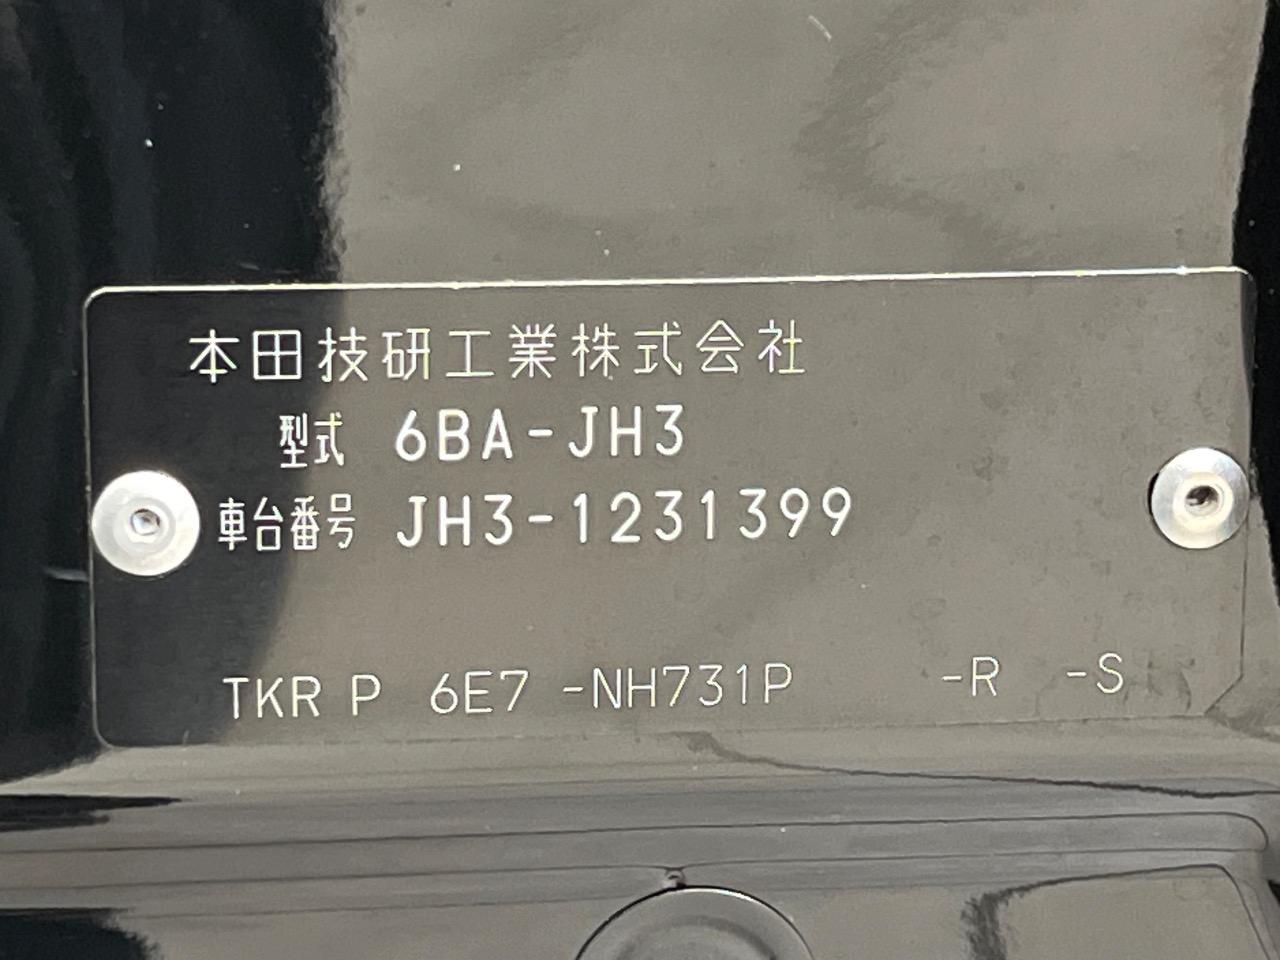 本田技研工業株式会社
型式 6BA-JH3
車台番号 JH3-1231399
TKR P 6E7 -NH731P -R -S